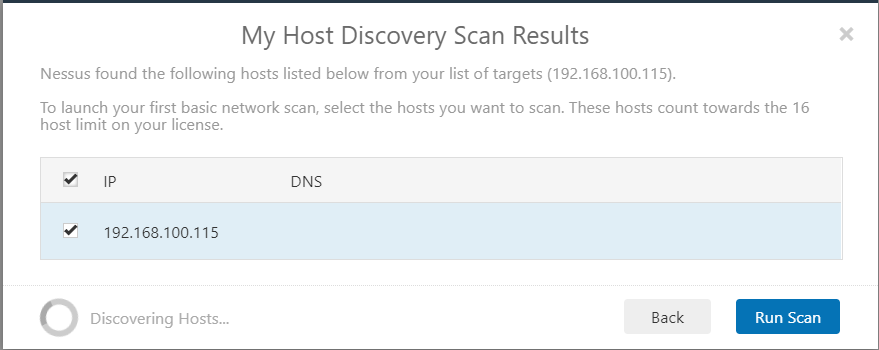 My Host Discovery Scan Results
Nessus found the following hosts listed below from your list of targets (192.168.100.115).
To launch your first basic network scan, select the hosts you want to scan. These hosts count towards the 16
host limit on your license.
IP DNS
192.168.100.115
Discovering Hosts... Back Run Scan